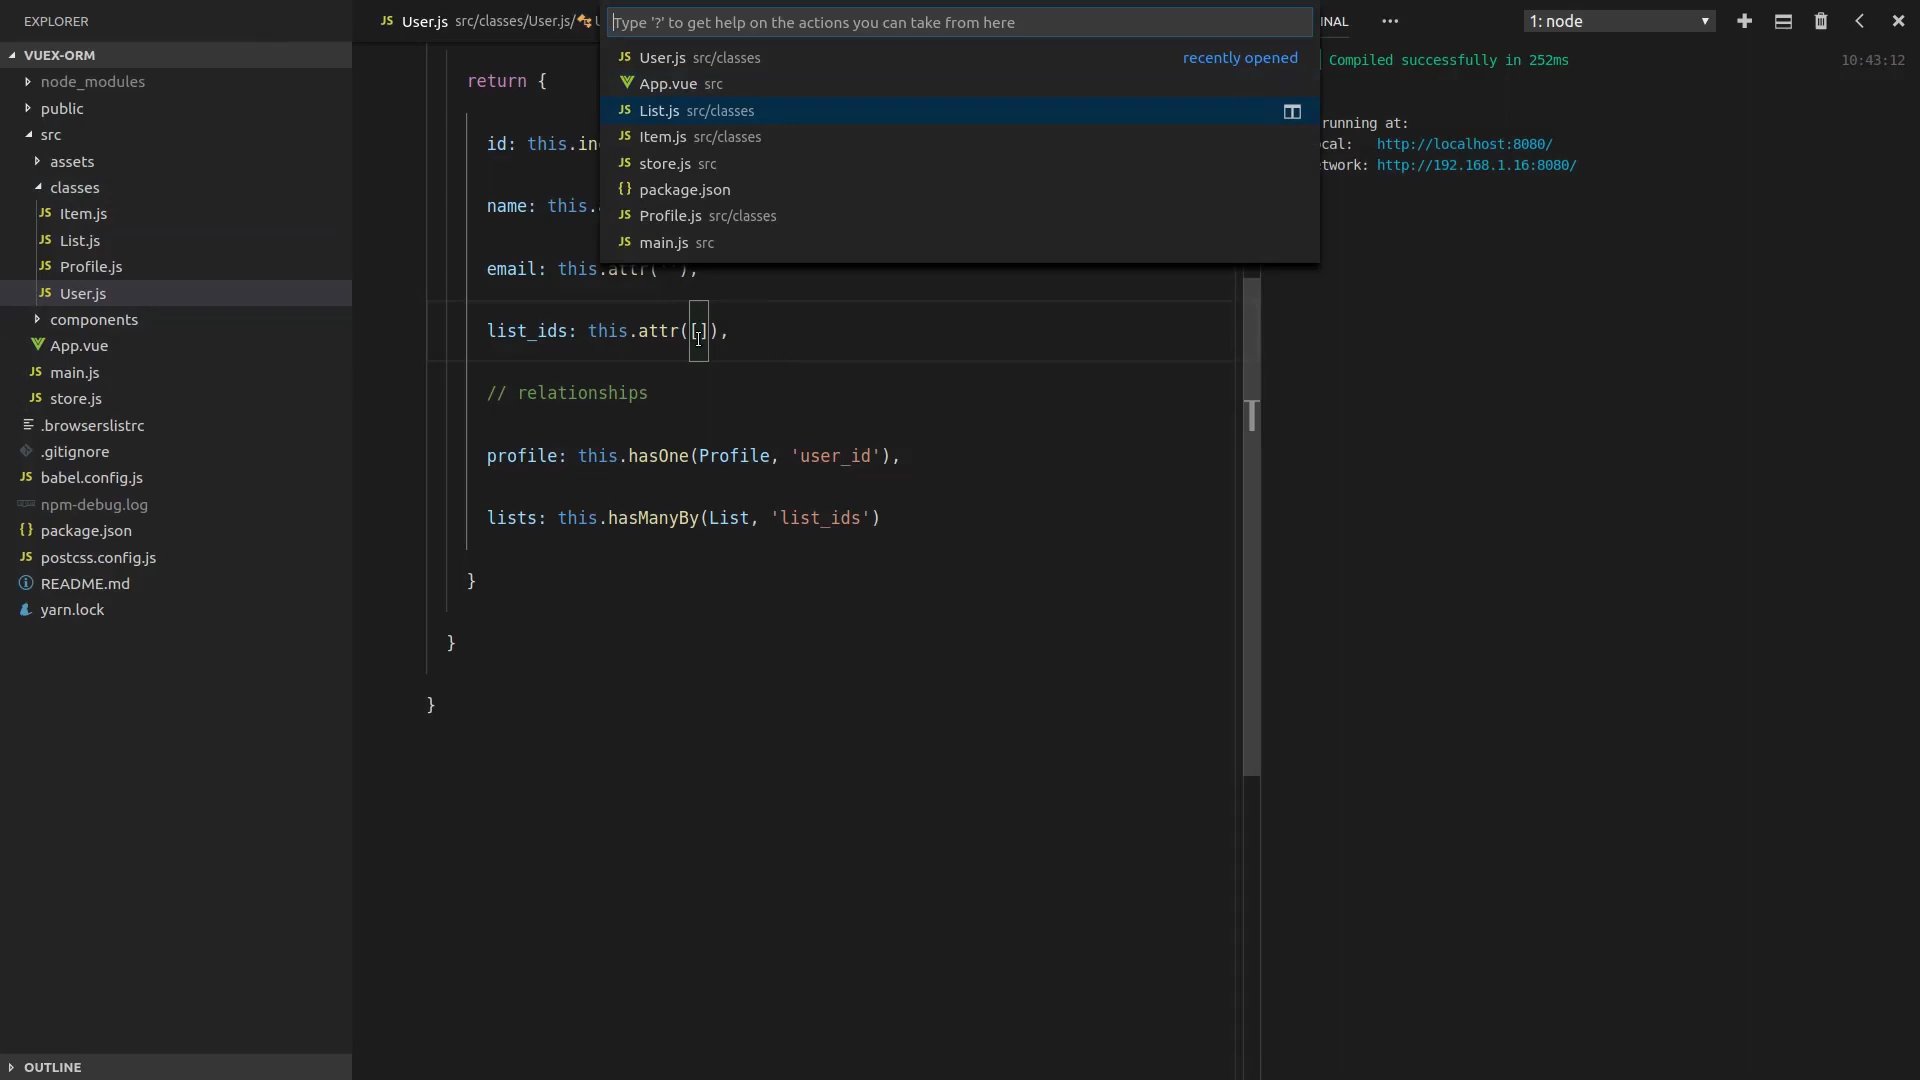 EXPLORER
VUEX-ORM
node_modules
public
src
assets
classes
JS Item.js
JS List.js
JS Profile.js
JS User.js
components
App.vue
JS main.js
JS store.js
.browserslistrc
.gitignore
JS babel.config.js
npm-debug.log
{} package.json
JS postcss.config.js
README.md
yarn.lock
OUTLINE
JS User.js src/classes/User.js/
Type '?' to get help on the actions you can take from here
JS User.js src/classes recently opened
App.vue src
JS List.js src/classes
JS Item.js src/classes
JS store.js src
{} package.json
JS Profile.js src/classes
JS main.js src
return {
id: this.in
name: this.
email: this.attr(''),
list_ids: this.attr([]),
// relationships
profile: this.hasOne(Profile, 'user_id'),
lists: this.hasManyBy(List, 'list_ids')
}
}
}
INAL ••• 1: node
Compiled successfully in 252ms 10:43:12
running at:
cal: http://localhost:8080/
twork: http://192.168.1.16:8080/